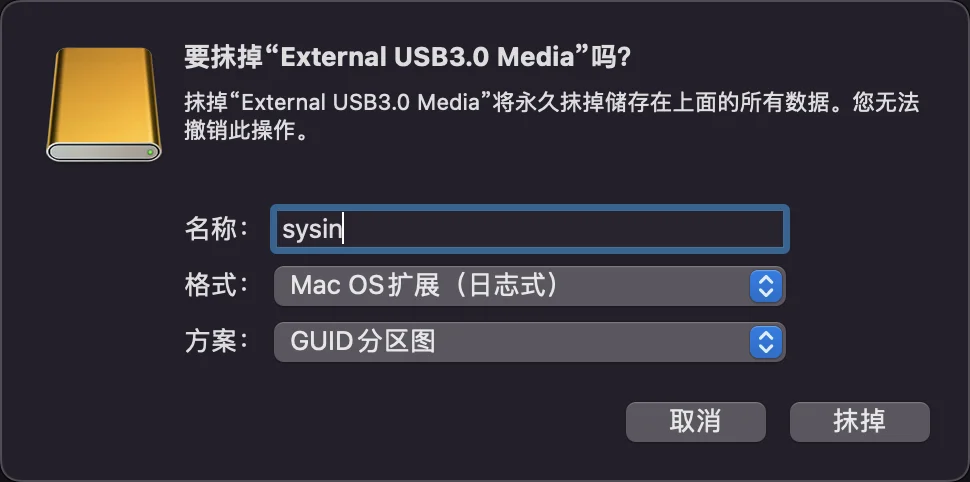 要抹掉“External USB3.0 Media”吗?
抹掉“External USB3.0 Media”将永久抹掉储存在上面的所有数据。您无法
撤销此操作。
名称： sysin
格式： Mac OS扩展（日志式）
方案： GUID分区图
取消 抹掉